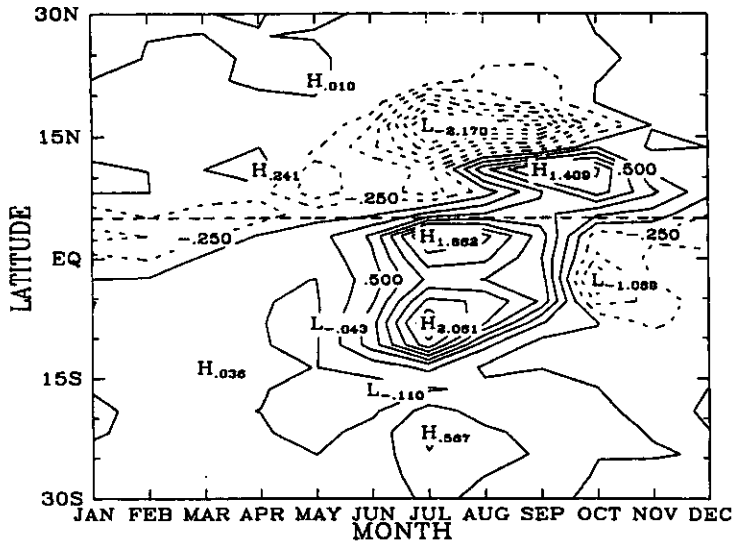 30N
H.010
15N
L-2.170
H.241
H1.409
.500
.250
-.250
-.250
H1.662
EQ
.500
L-1.088
L-.043
H2.061
15S
H.036
L-.110
H.567
30S
LATITUDE
JAN FEB MAR APR MAY JUN JUL AUG SEP OCT NOV DEC
MONTH